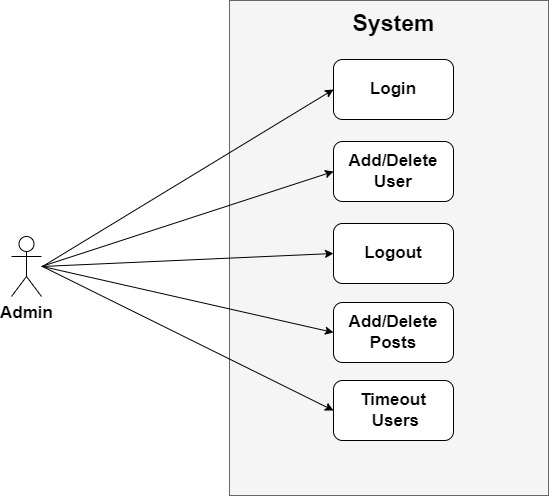 System
Login
Add/Delete
User
Logout
Admin
Add/Delete
Posts
Timeout
Users